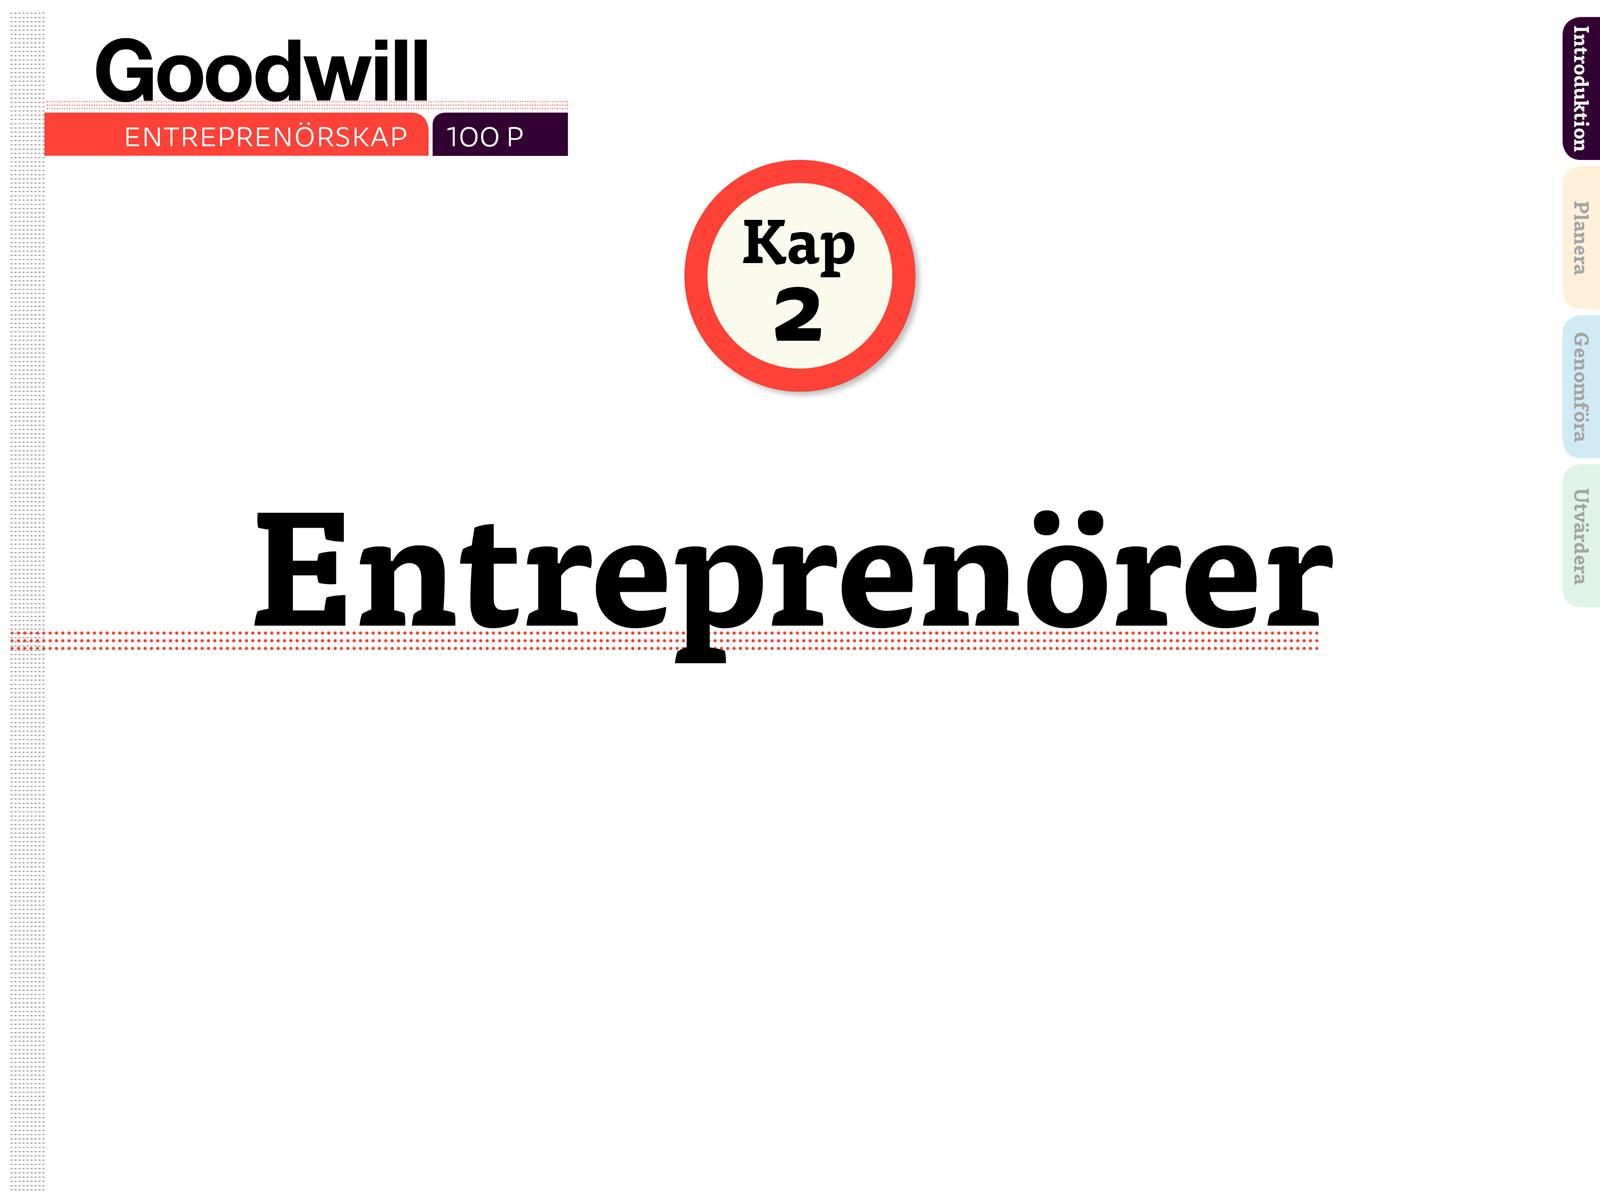 Goodwill
ENTREPRENÖRSKAP 100 P
Kap
2
Entreprenörer
Introduktion
Planera
Genomföra
Utvärdera